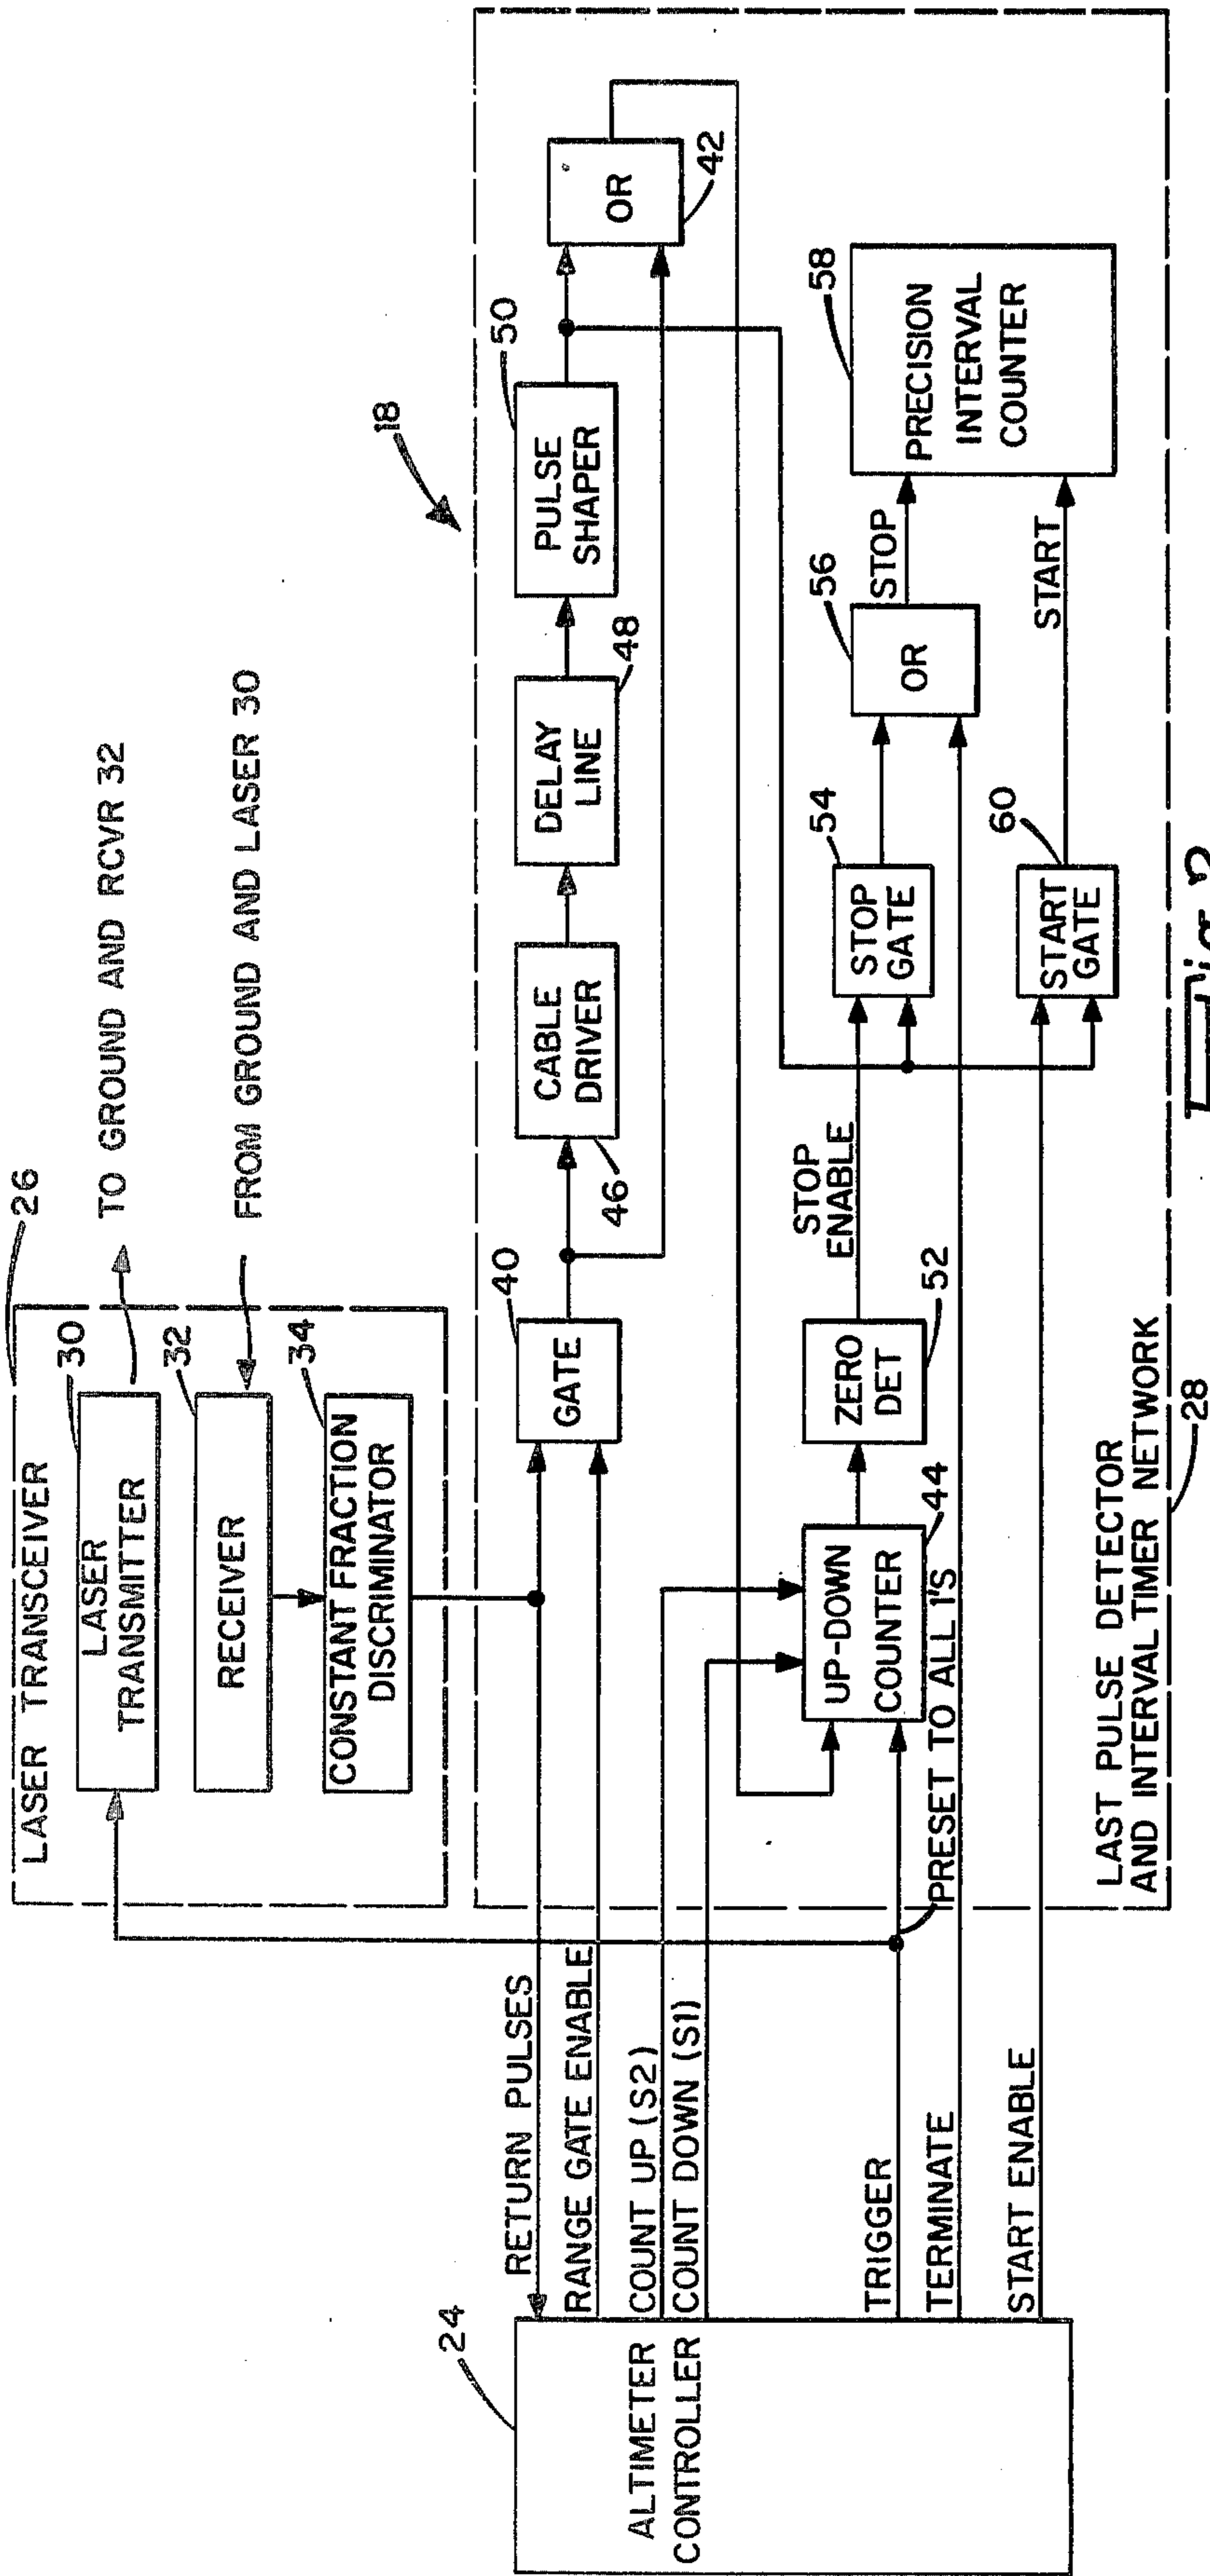 26
LASER TRANSCEIVER
30
LASER
TRANSMITTER
TO GROUND AND RCVR 32
32
RECEIVER
FROM GROUND AND LASER 30
34
CONSTANT FRACTION
DISCRIMINATOR
18
24
ALTIMETER
CONTROLLER
RETURN PULSES
RANGE GATE ENABLE
COUNT UP (S2)
COUNT DOWN (S1)
TRIGGER
TERMINATE
START ENABLE
40
GATE
46
CABLE
DRIVER
48
DELAY
LINE
50
PULSE
SHAPER
OR
42
UP-DOWN
COUNTER
44
PRESET TO ALL 1'S
ZERO
DET
52
STOP
ENABLE
54
STOP
GATE
56
OR
STOP
58
PRECISION
INTERVAL
COUNTER
60
START
GATE
START
LAST PULSE DETECTOR
AND INTERVAL TIMER NETWORK
28